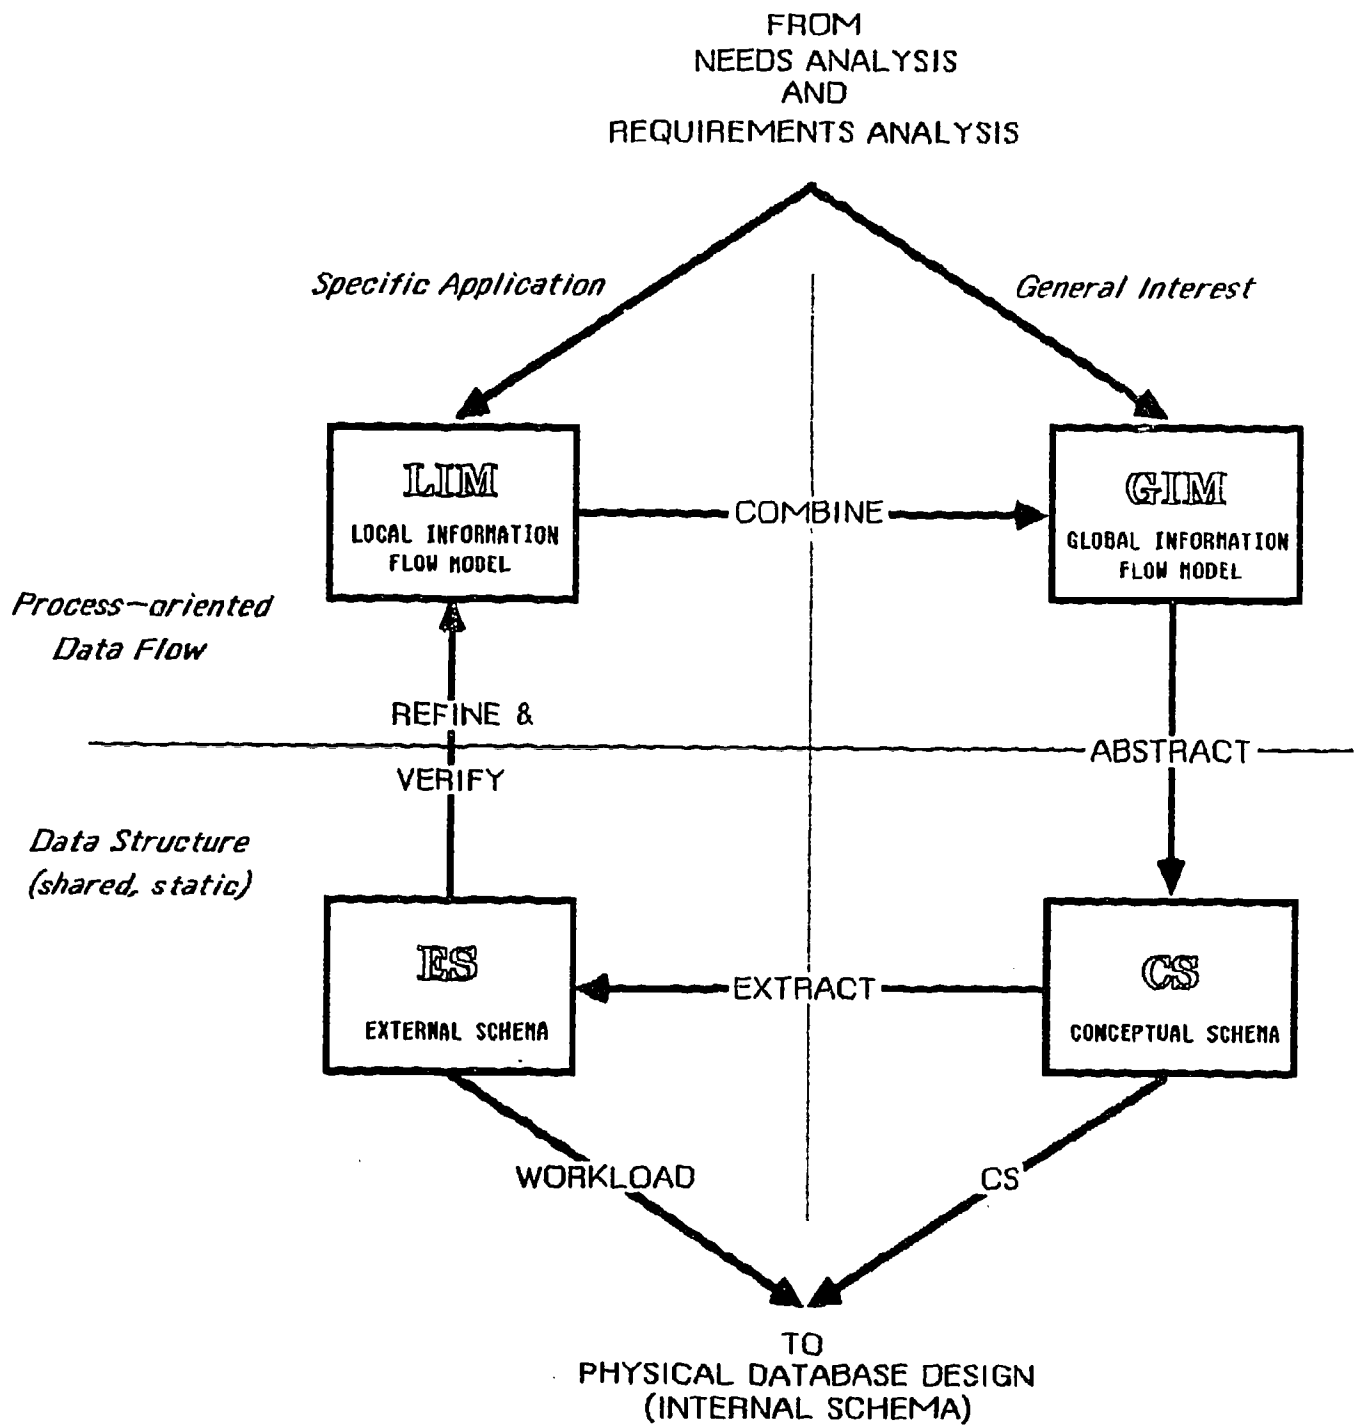 FROM
NEEDS ANALYSIS
AND
REQUIREMENTS ANALYSIS
Specific Application
General Interest
LIM
LOCAL INFORMATION
FLOW MODEL
COMBINE
GIM
GLOBAL INFORMATION
FLOW MODEL
Process-oriented
Data Flow
REFINE &
VERIFY
ABSTRACT
Data Structure
(shared, static)
ES
EXTERNAL SCHEMA
EXTRACT
CS
CONCEPTUAL SCHEMA
WORKLOAD
CS
TO
PHYSICAL DATABASE DESIGN
(INTERNAL SCHEMA)